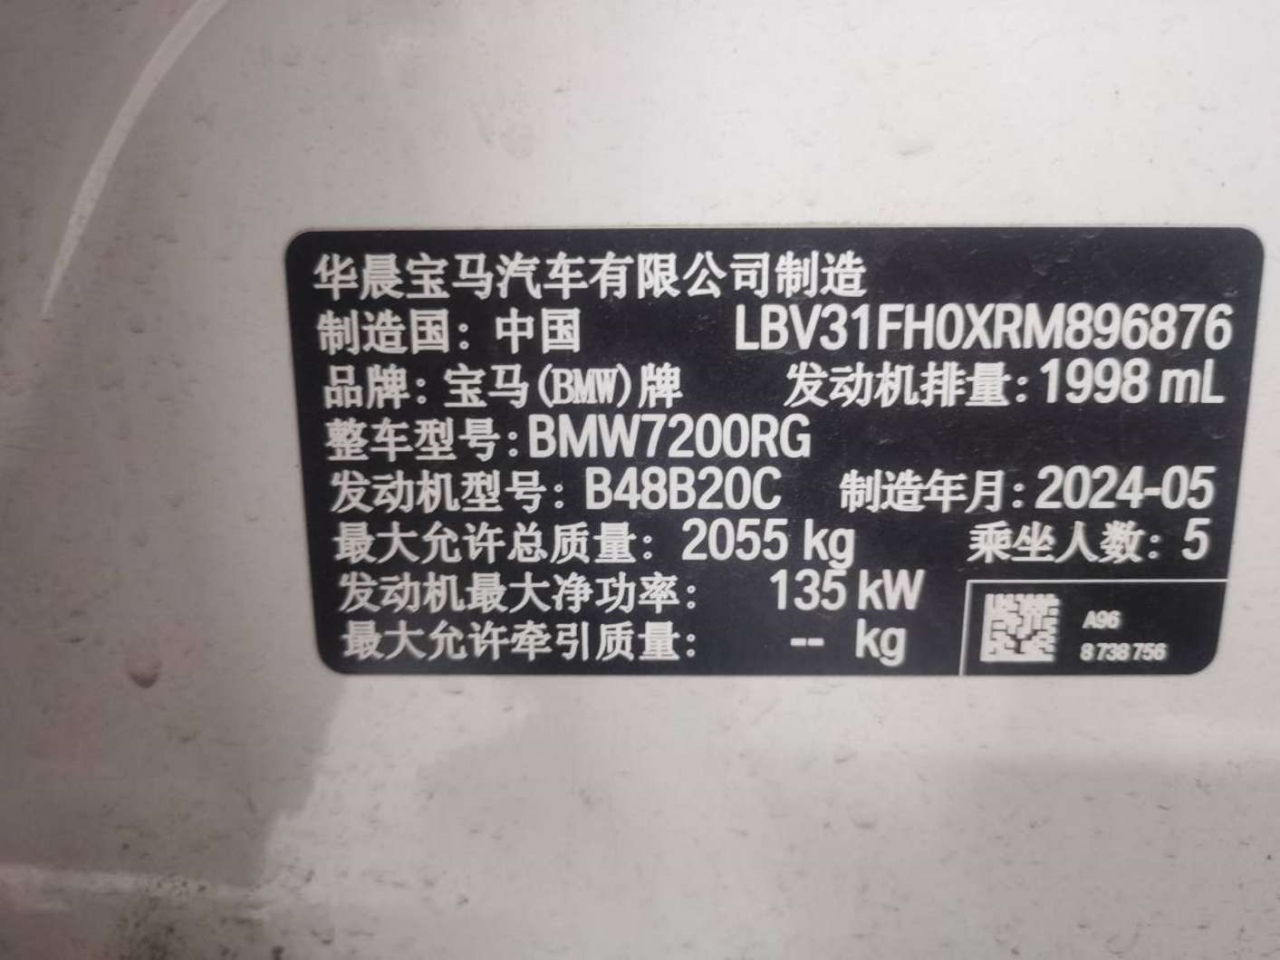 华晨宝马汽车有限公司制造
制造国：中国 LBV31FH0XRM896876
品牌：宝马(BMW)牌 发动机排量：1998 mL
整车型号：BMW7200RG
发动机型号：B48B20C 制造年月：2024-05
最大允许总质量：2055 kg 乘坐人数：5
发动机最大净功率：135 kW
最大允许牵引质量：-- kg
A96
8 738 756